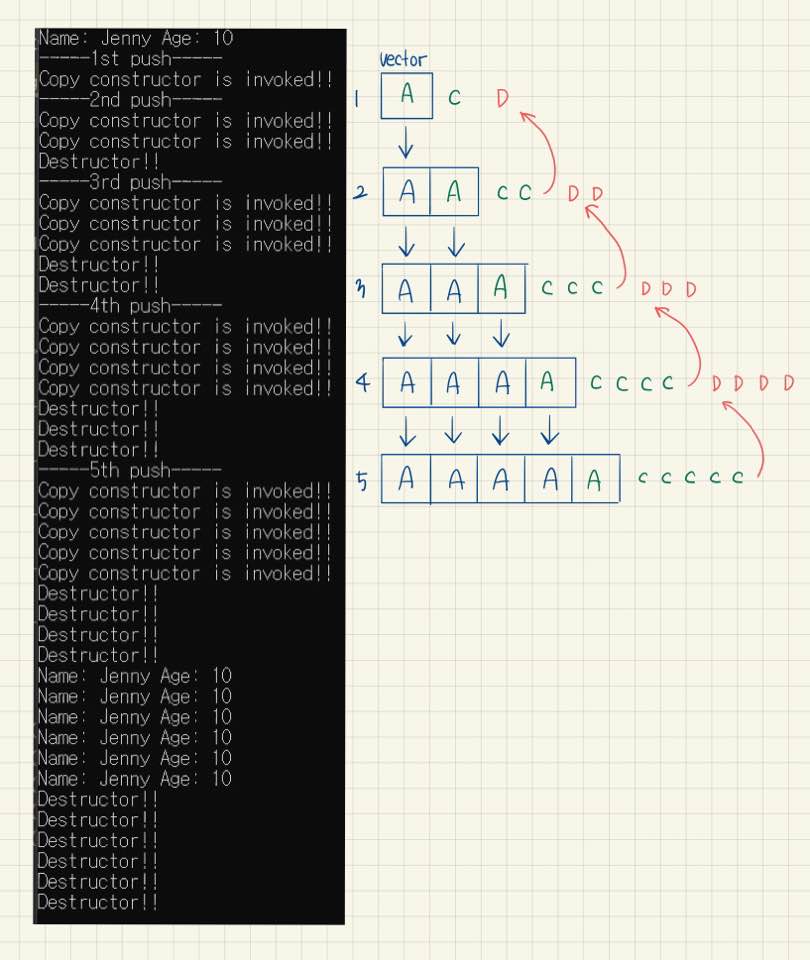 Name: Jenny Age: 10
-----1st push-----
Copy constructor is invoked!!
-----2nd push-----
Copy constructor is invoked!!
Copy constructor is invoked!!
Destructor!!
-----3rd push-----
Copy constructor is invoked!!
Copy constructor is invoked!!
Copy constructor is invoked!!
Destructor!!
Destructor!!
-----4th push-----
Copy constructor is invoked!!
Copy constructor is invoked!!
Copy constructor is invoked!!
Copy constructor is invoked!!
Destructor!!
Destructor!!
Destructor!!
-----5th push-----
Copy constructor is invoked!!
Copy constructor is invoked!!
Copy constructor is invoked!!
Copy constructor is invoked!!
Copy constructor is invoked!!
Destructor!!
Destructor!!
Destructor!!
Destructor!!
Name: Jenny Age: 10
Name: Jenny Age: 10
Name: Jenny Age: 10
Name: Jenny Age: 10
Name: Jenny Age: 10
Name: Jenny Age: 10
Destructor!!
Destructor!!
Destructor!!
Destructor!!
Destructor!!
Destructor!!
vector
1 A C D
2 A A C C D D
3 A A A C C C D D D
4 A A A A C C C C D D D D
5 A A A A A C C C C C